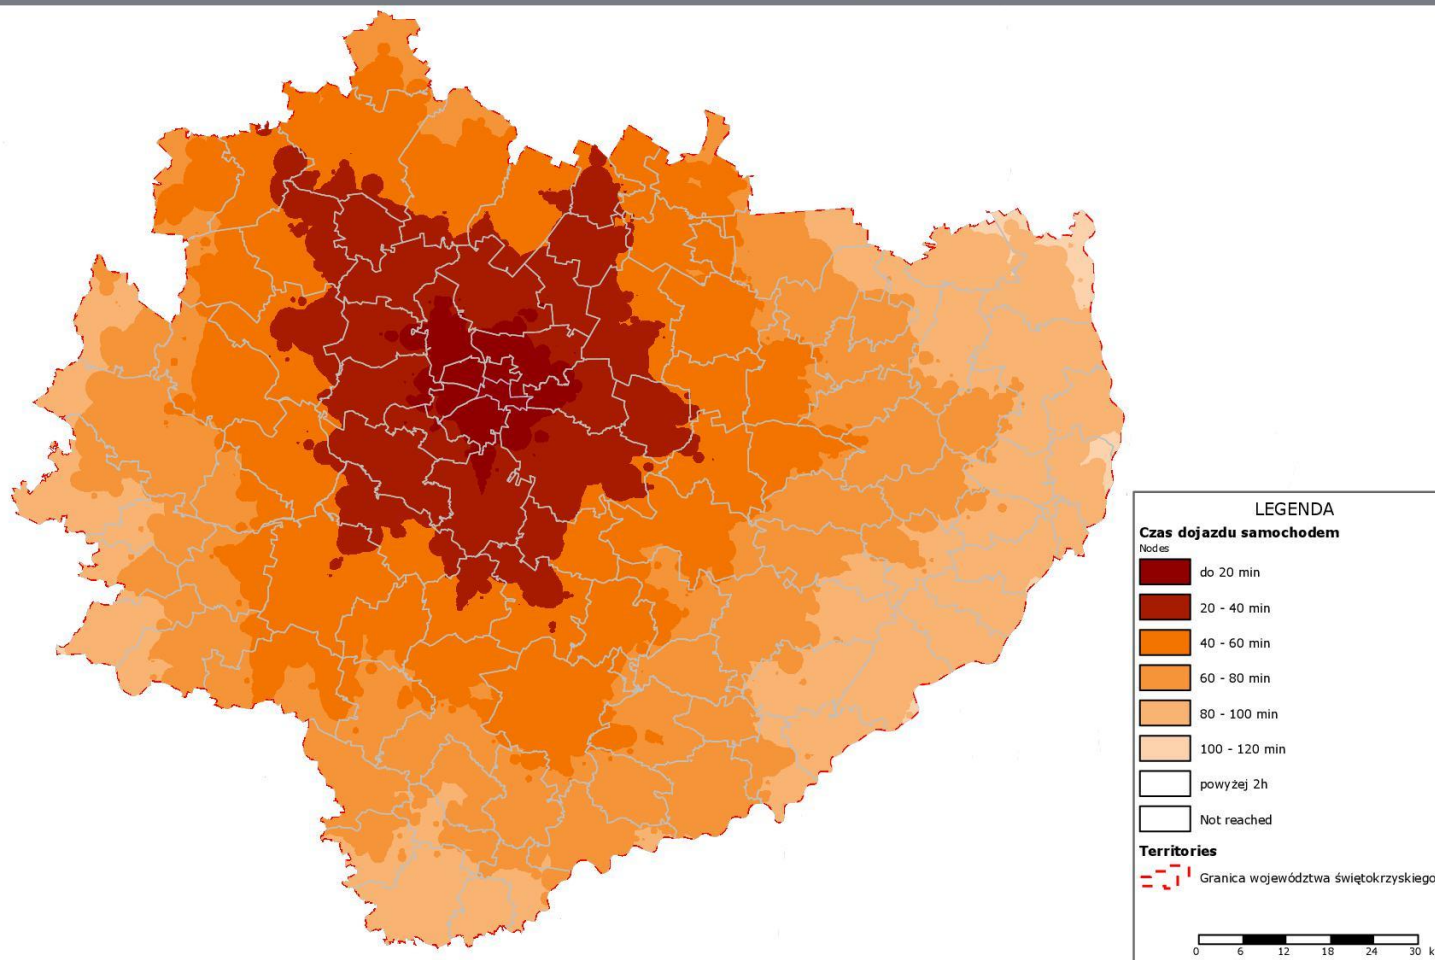 LEGENDA
Czas dojazdu samochodem
Nodes
do 20 min
20 - 40 min
40 - 60 min
60 - 80 min
80 - 100 min
100 - 120 min
powyżej 2h
Not reached
Territories
Granica województwa świętokrzyskiego
0 6 12 18 24 30 k